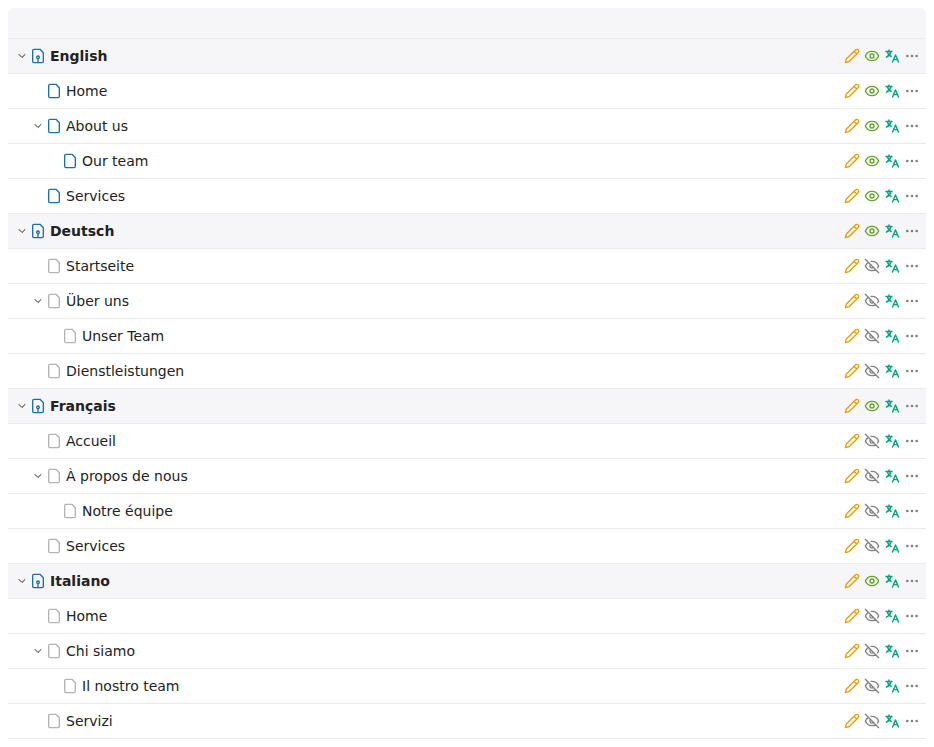 English
Home
About us
Our team
Services
Deutsch
Startseite
Über uns
Unser Team
Dienstleistungen
Français
Accueil
À propos de nous
Notre équipe
Services
Italiano
Home
Chi siamo
Il nostro team
Servizi